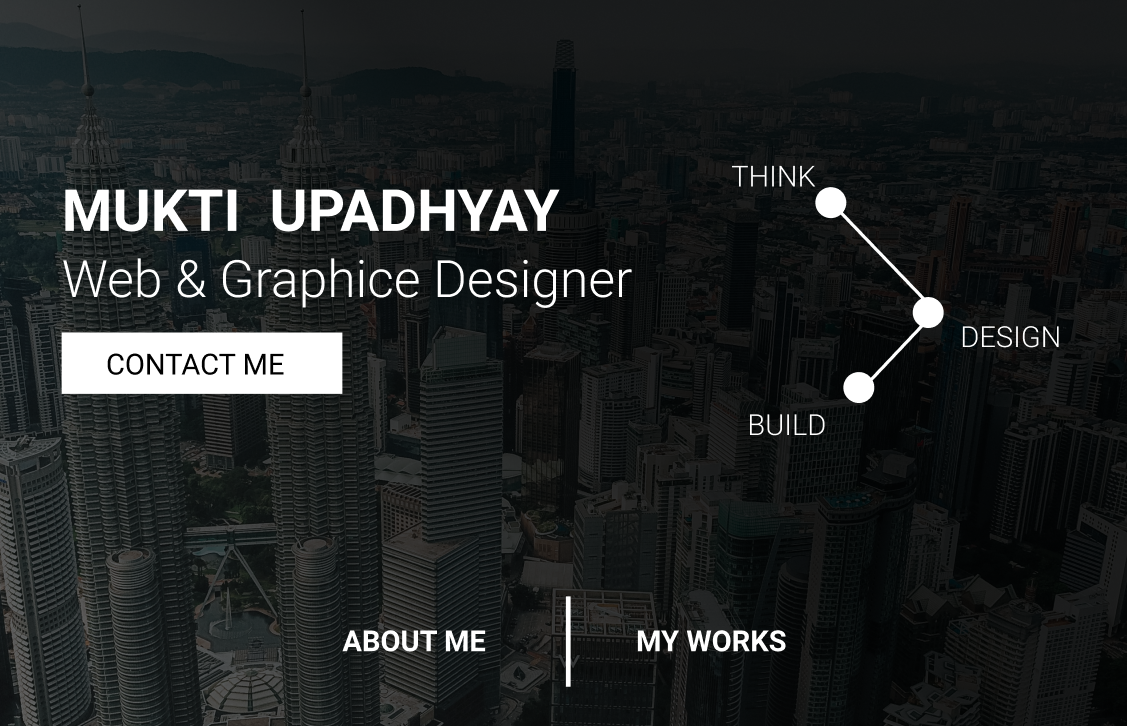 MUKTI UPADHYAY
Web & Graphice Designer
CONTACT ME
THINK
DESIGN
BUILD
ABOUT ME
MY WORKS